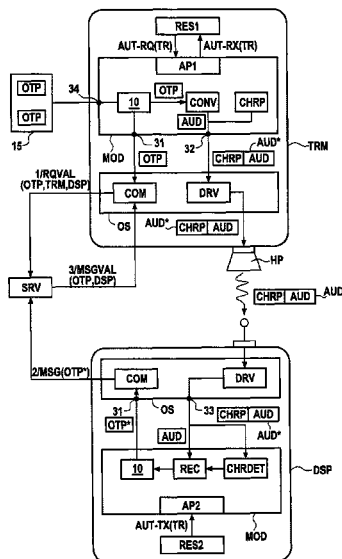 RES1
AUT-RQ(TR)
AUT-RX(TR)
34
AP1
OTP
OTP
15
10
OTP
CONV
CHRP
AUD
MOD
31
32
OTP
CHRP AUD
AUD*
TRM
1/RQVAL
(OTP,TRM,DSP)
COM
DRV
OS
AUD*
CHRP AUD
HP
SRV
3/MSGVAL
(OTP,DSP)
CHRP AUD
AUD
2/MSG(OTP*)
COM
DRV
31
OS
33
OTP*
AUD
CHRP AUD
AUD*
10
REC
CHRDET
DSP
AP2
AUT-TX(TR)
MOD
RES2